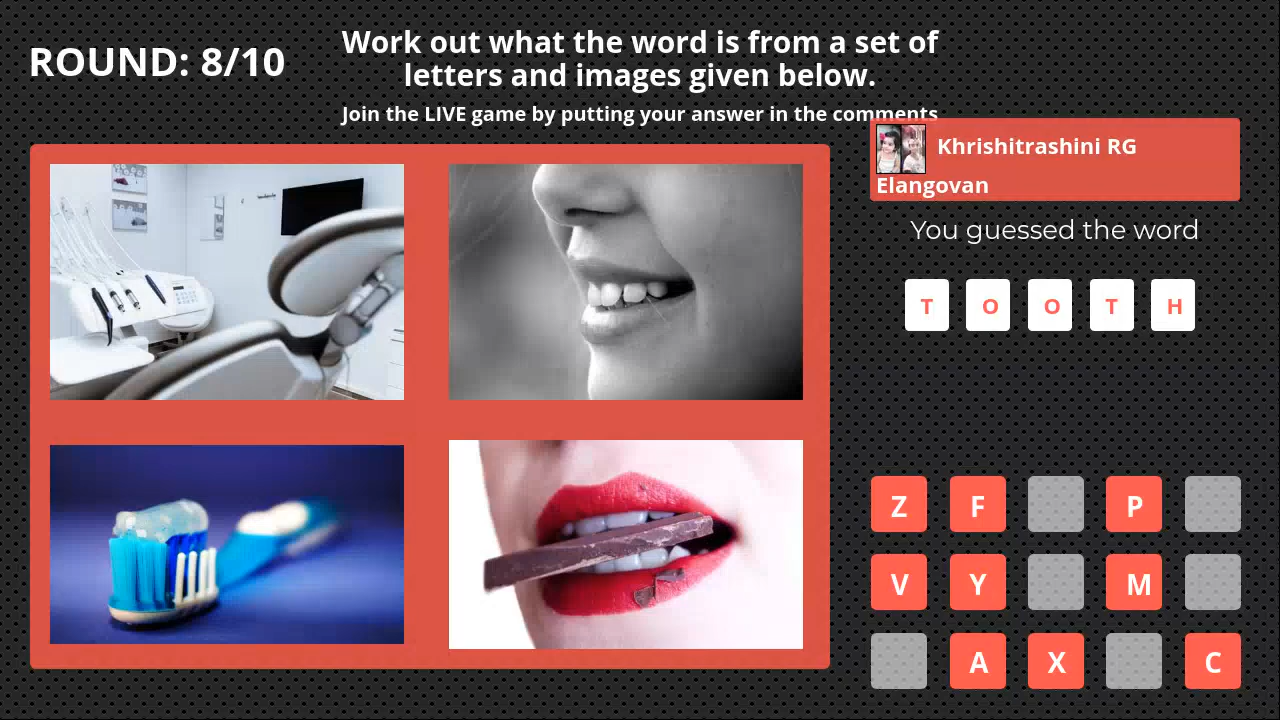 ROUND: 8/10
Work out what the word is from a set of
letters and images given below.
Join the LIVE game by putting your answer in the comments
Khrishitrashini RG
Elangovan
You guessed the word
T O O T H
Z F P
V Y M
A X C